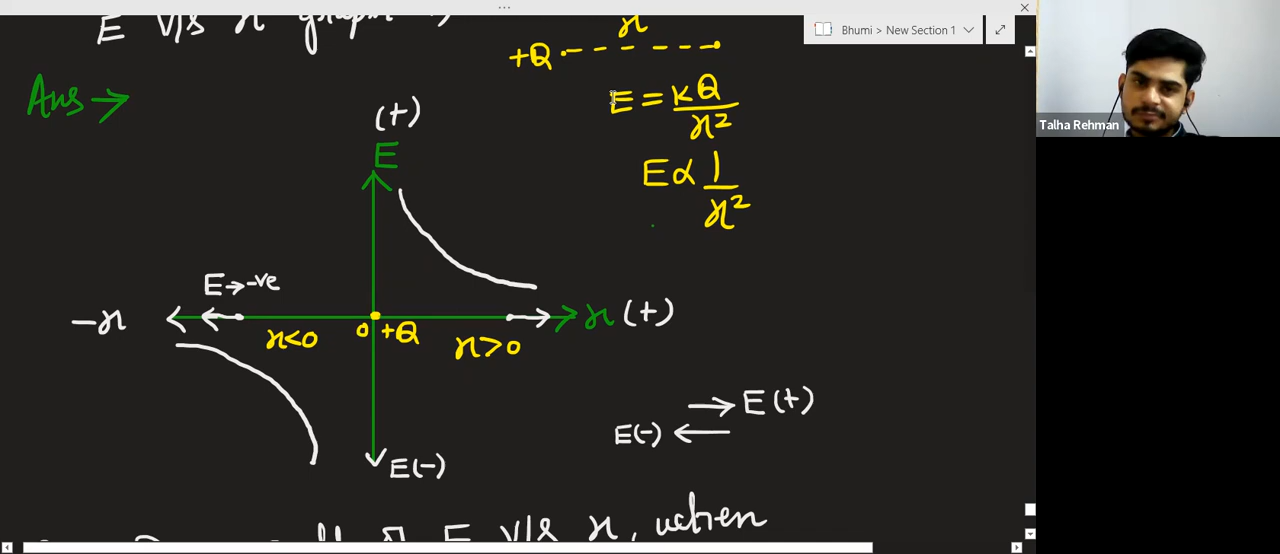 E v/s x graph
x
+Q
Bhumi > New Section 1
Ans →
E = KQ/x²
Talha Rehman
(+)
E
E ∝ 1/x²
E → -ve
-x
x (+)
0 +Q
x<0
x>0
E(+)
E(-)
E(-)
E v/s x, when